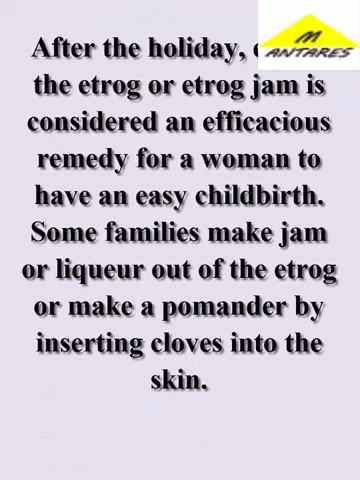 After the holiday,
the etrog or etrog jam is
considered an efficacious
remedy for a woman to
have an easy childbirth.
Some families make jam
or liqueur out of the etrog
or make a pomander by
inserting cloves into the
skin.
M
ANTARES